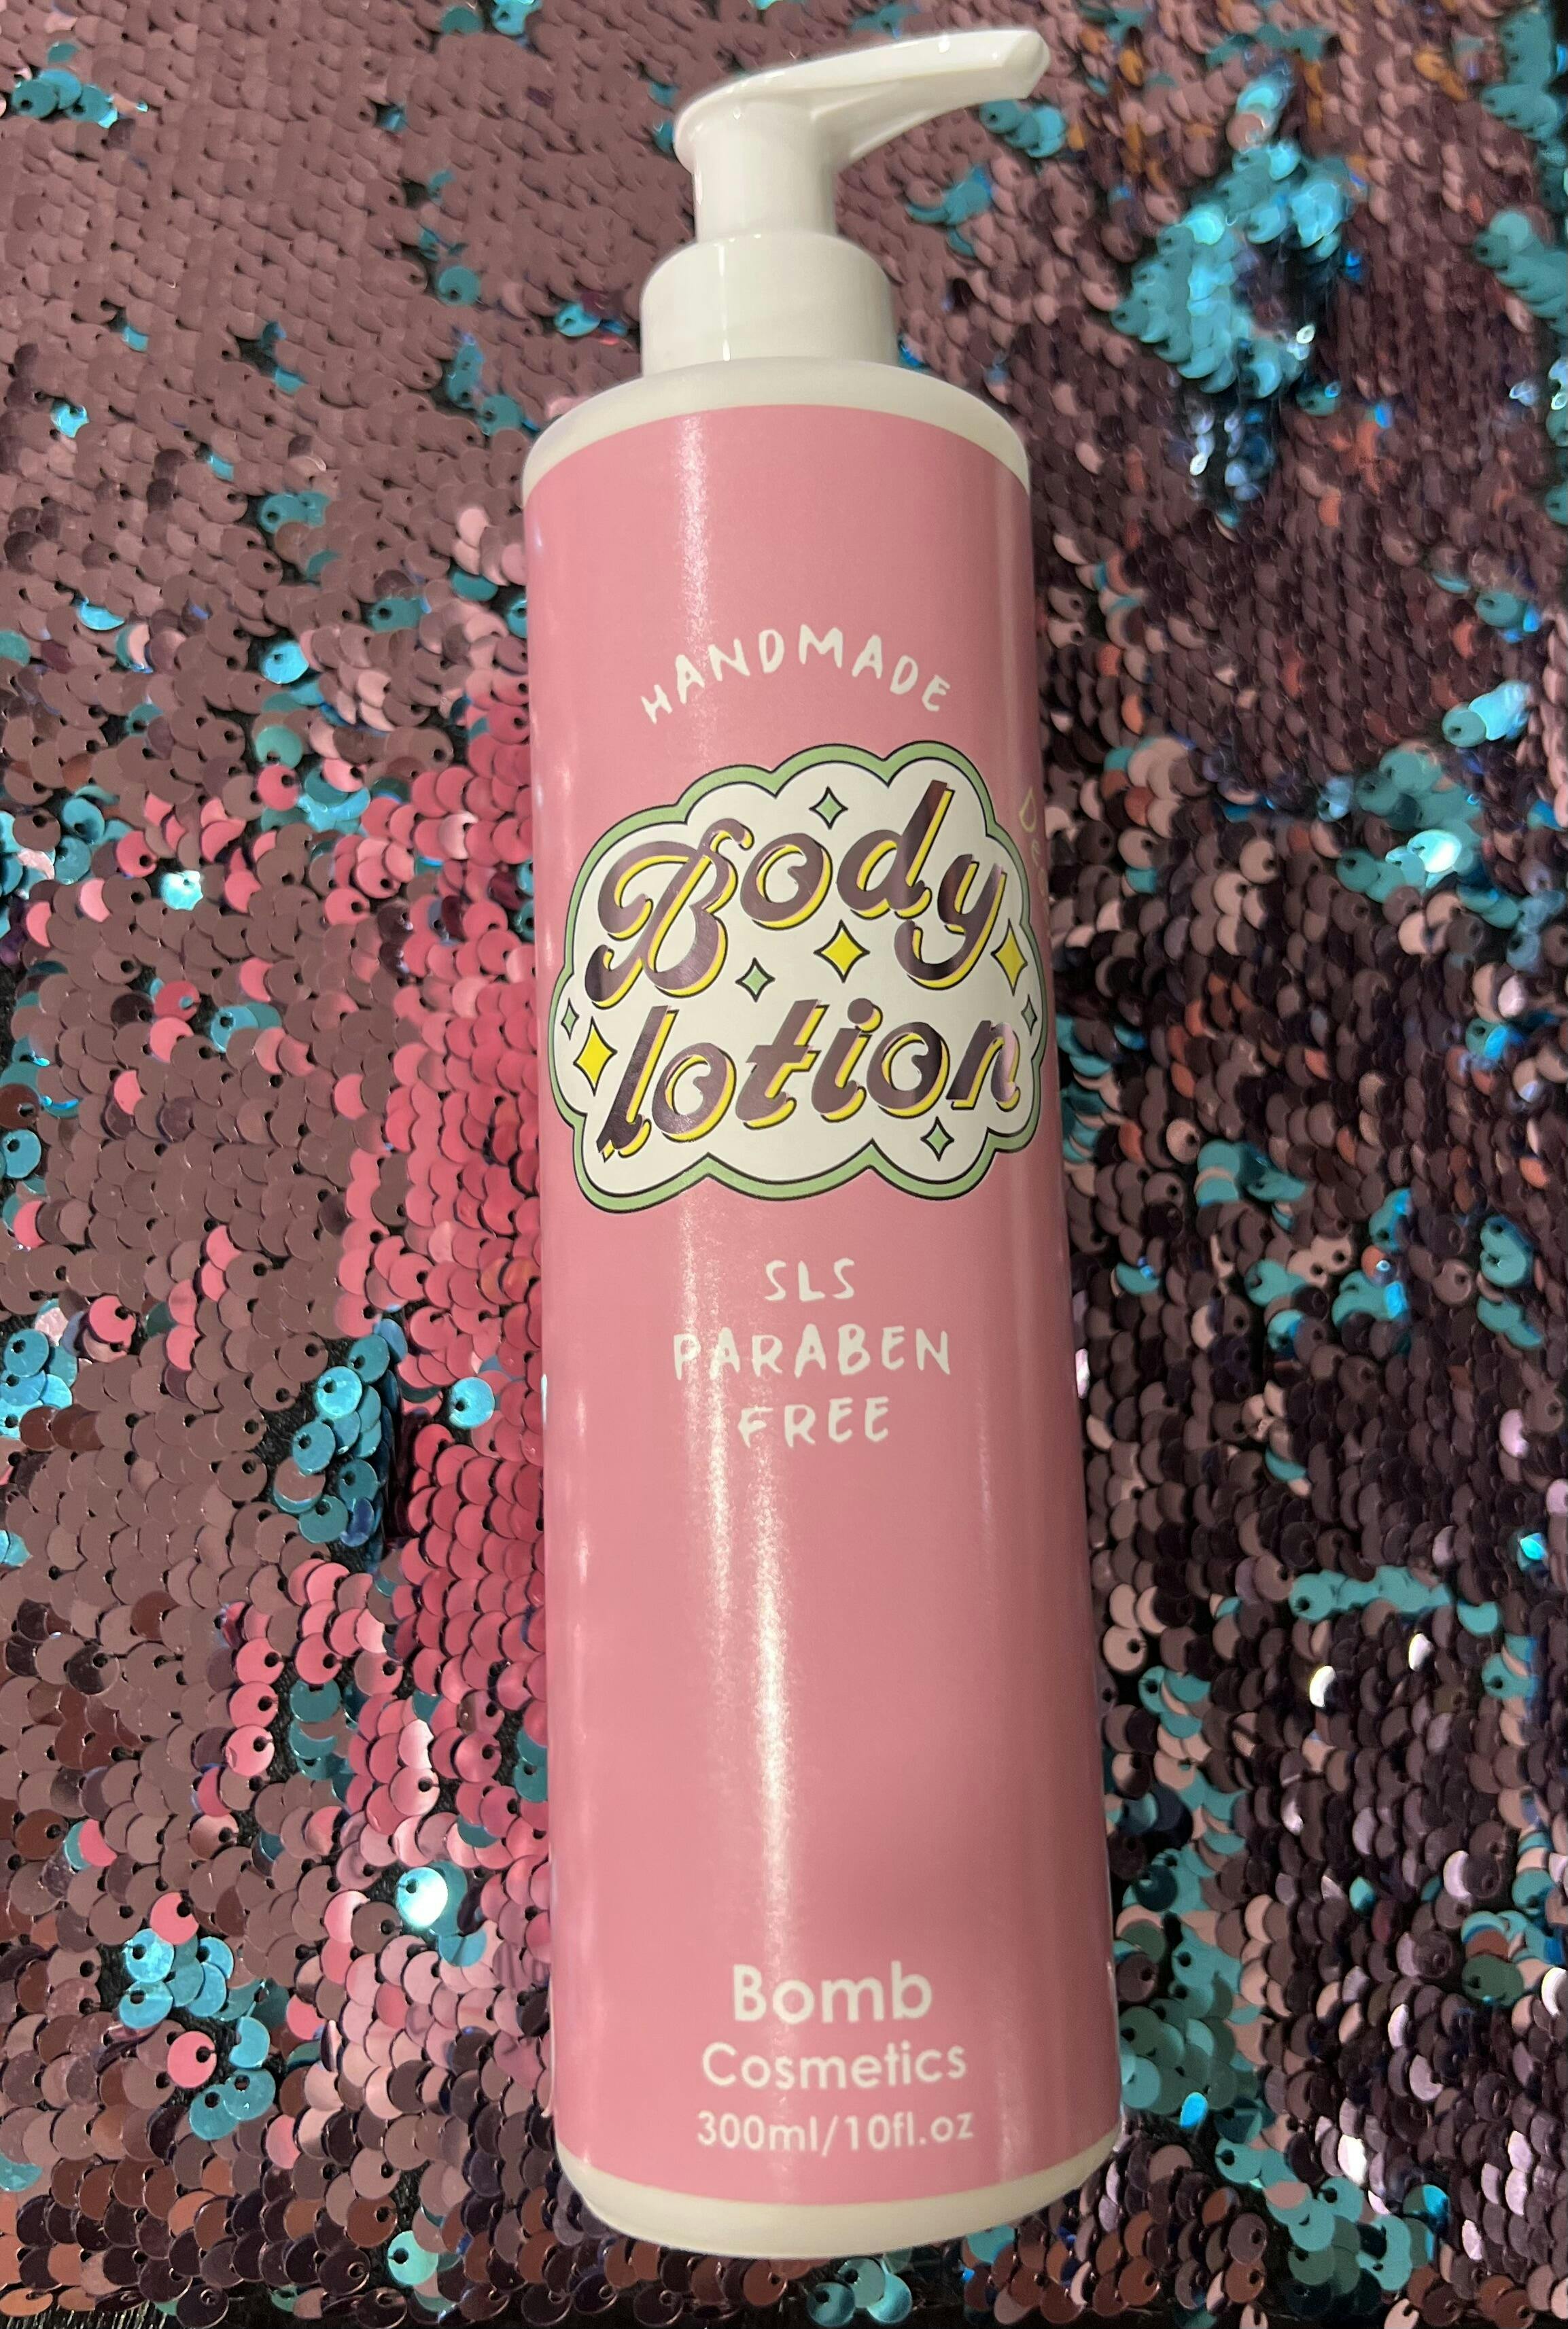 HANDMADE
Body
lotion
SLS
PARABEN
FREE
Bomb
Cosmetics
300ml/10fl.oz